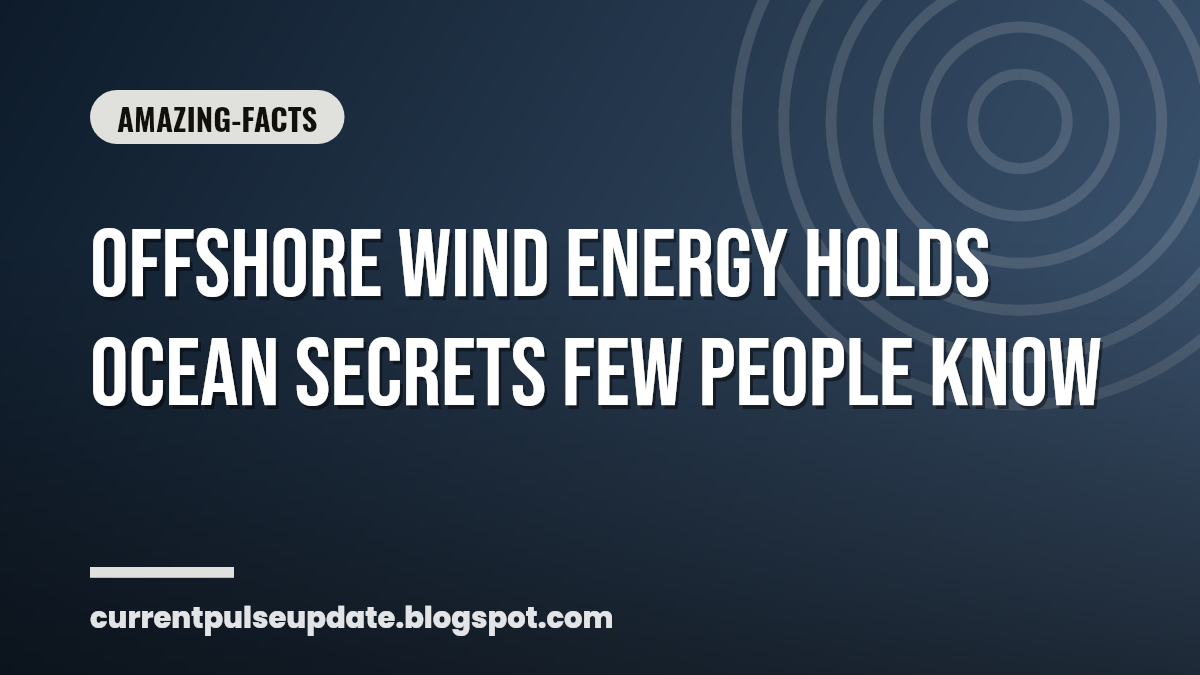 AMAZING-FACTS
OFFSHORE WIND ENERGY HOLDS
OCEAN SECRETS FEW PEOPLE KNOW
currentpulseupdate.blogspot.com